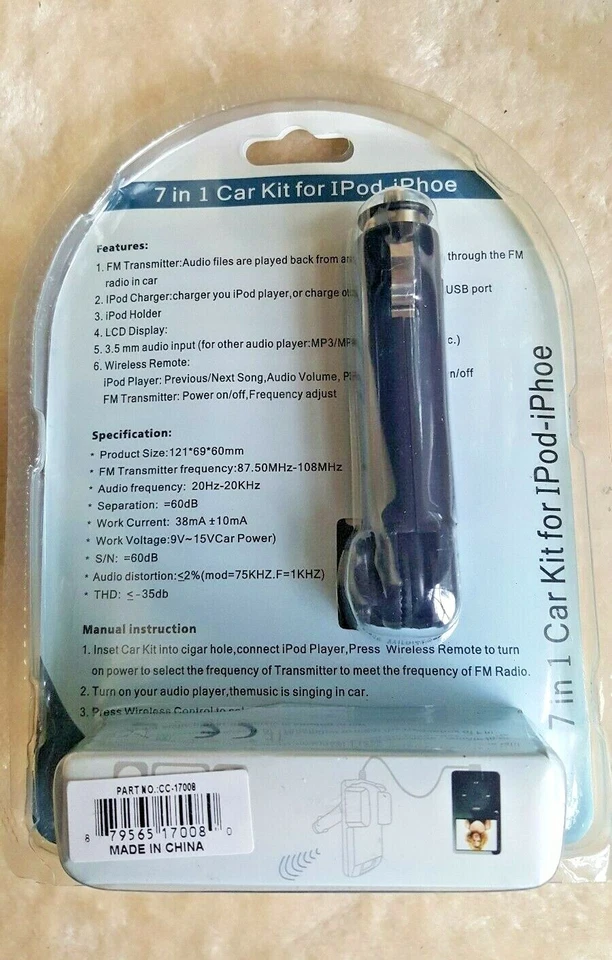 7 in 1 Car Kit for IPod-iPhoe
Features:
1. FM Transmitter:Audio files are played back from an through the FM
radio in car
2. IPod Charger:charger you iPod player,or charge ot USB port
3. iPod Holder
4. LCD Display:
5. 3.5 mm audio input (for other audio player:MP3/MP c.)
6. Wireless Remote:
iPod Player: Previous/Next Song,Audio Volume, n/off
FM Transmitter: Power on/off,Frequency adjust
Specification:
* Product Size:121*69*60mm
* FM Transmitter frequency:87.50MHz-108MHz
* Audio frequency: 20Hz-20KHz
* Separation: =60dB
* Work Current: 38mA ±10mA
* Work Voltage:9V~15VCar Power)
* S/N: =60dB
* Audio distortion:≤2%(mod=75KHZ.F=1KHZ)
* THD: ≤-35db
Manual instruction
1. Inset Car Kit into cigar hole,connect iPod Player,Press Wireless Remote to turn
on power to select the frequency of Transmitter to meet the frequency of FM Radio.
2. Turn on your audio player,themusic is singing in car.
3. Press Wireless Control to
7 in 1 Car Kit for IPod-iPhoe
CE
PART NO.:CC-17008
8 79565 17008 0
MADE IN CHINA